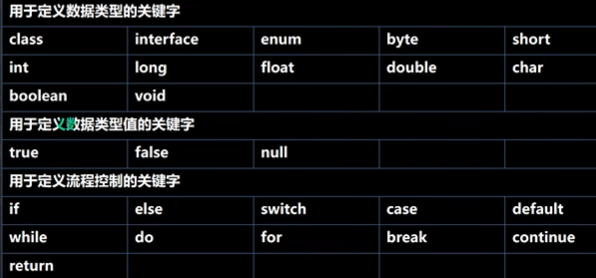 用于定义数据类型的关键字
class interface enum byte short
int long float double char
boolean void
用于定义数据类型值的关键字
true false null
用于定义流程控制的关键字
if else switch case default
while do for break continue
return